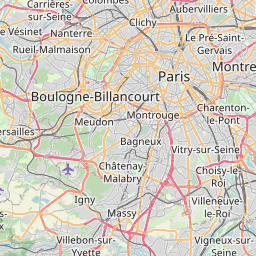 Carrières-
sur-Seine
Colombes
Aubervilliers
Clichy
Le Vésinet
Nanterre
Le Pré-Saint-
Gervais
Rueil-Malmaison
Paris
Montre
Boulogne-Billancourt
Charenton-
le-Pont
Montrouge
Meudon
ersailles
Bagneux
Vitry-sur-Seine
Châtenay-
Malabry
Choisy-le-
Roi
Igny
Villeneuve-
le-Roi
Massy
Villebon-sur-
Yvette
Vigneux-sur-
Seine